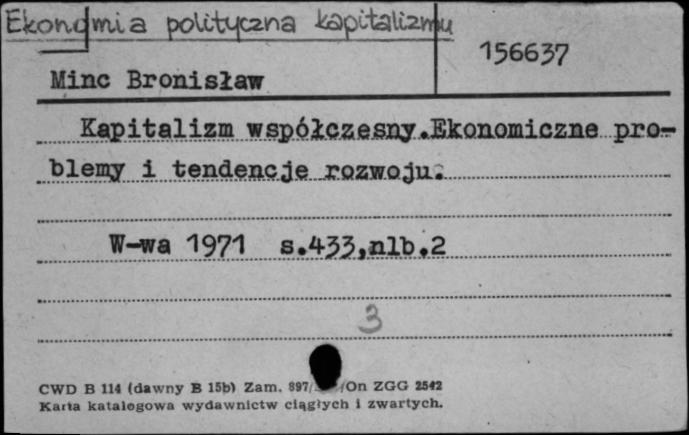 Ekonomia polityczna kapitalizmu
156637
Minc Bronisław
Kapitalizm współczesny.Ekonomiczne pro-
blemy i tendencje rozwoju.
W-wa 1971 s.433,nlb.2
3
CWD B 114 (dawny B 15b) Zam. 897/ /On ZGG 2542
Karta katalogowa wydawnictw ciągłych i zwartych.